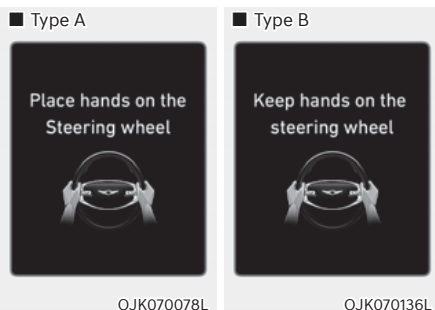 ■ Type A
Place hands on the
Steering wheel
OJK070078L
■ Type B
Keep hands on the
steering wheel
OJK070136L